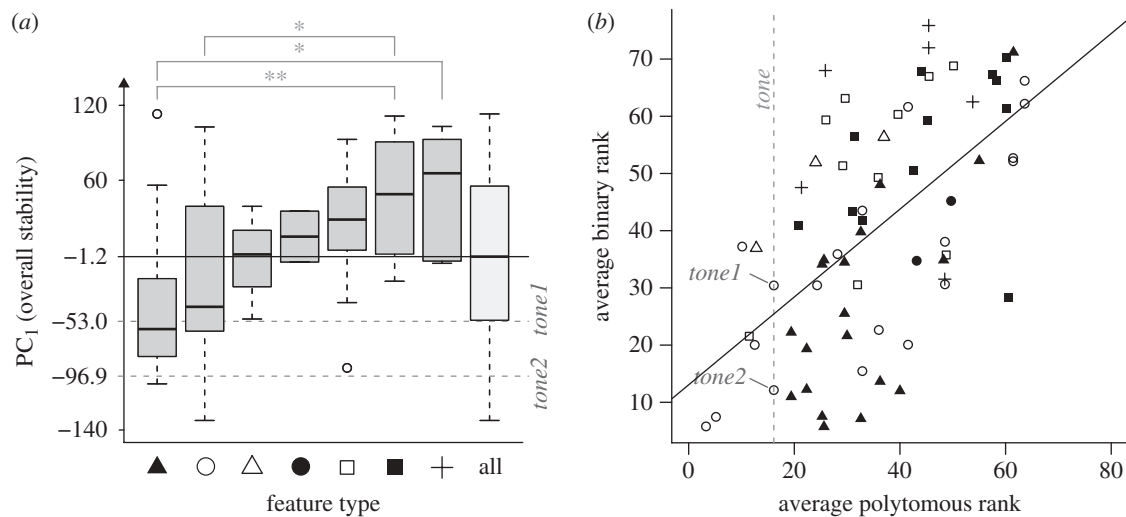 (a)
*
*
**
120
60
−1.2
−53.0
−96.9
−140
PC1 (overall stability)
tone1
tone2
all
feature type
(b)
70
60
50
40
30
20
10
average binary rank
tone
tone1
tone2
0 20 40 60 80
average polytomous rank